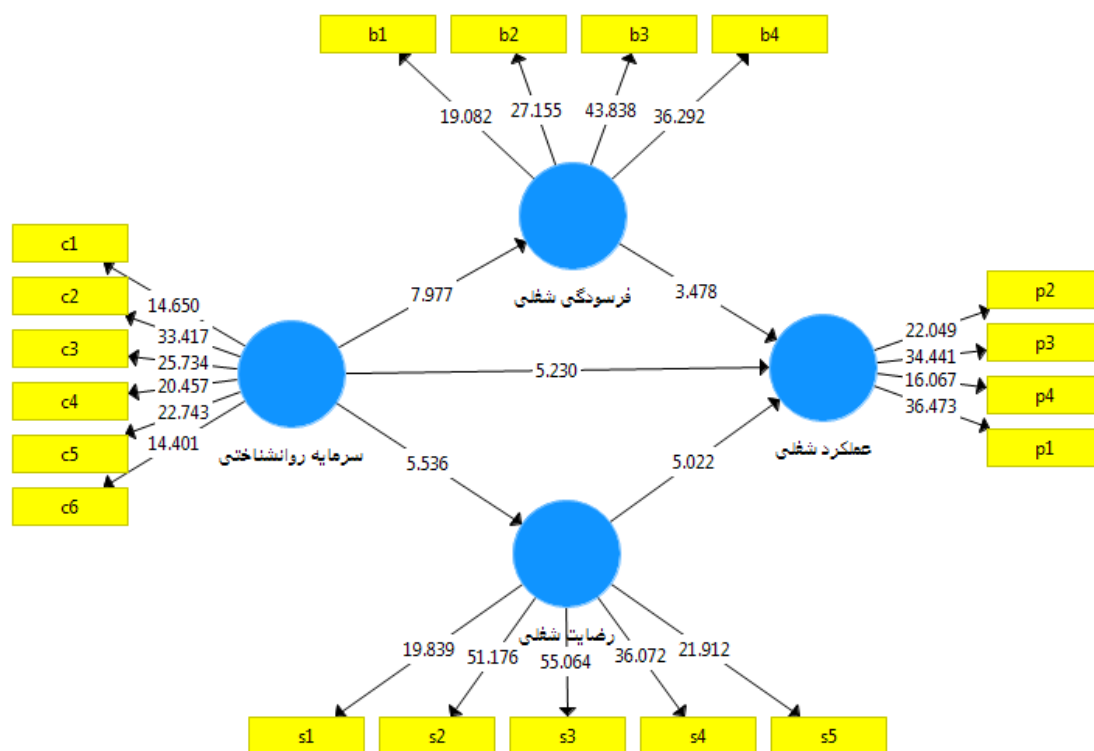 b1
b2
b3
b4
19.082
27.155
43.838
36.292
فرسودگی شغلی
c1
c2
c3
c4
c5
c6
14.650
33.417
25.734
20.457
22.743
14.401
سرمایه روانشناختی
7.977
5.230
5.536
3.478
5.022
عملکرد شغلی
22.049
34.441
16.067
36.473
p2
p3
p4
p1
رضایت شغلی
19.839
51.176
55.064
36.072
21.912
s1
s2
s3
s4
s5